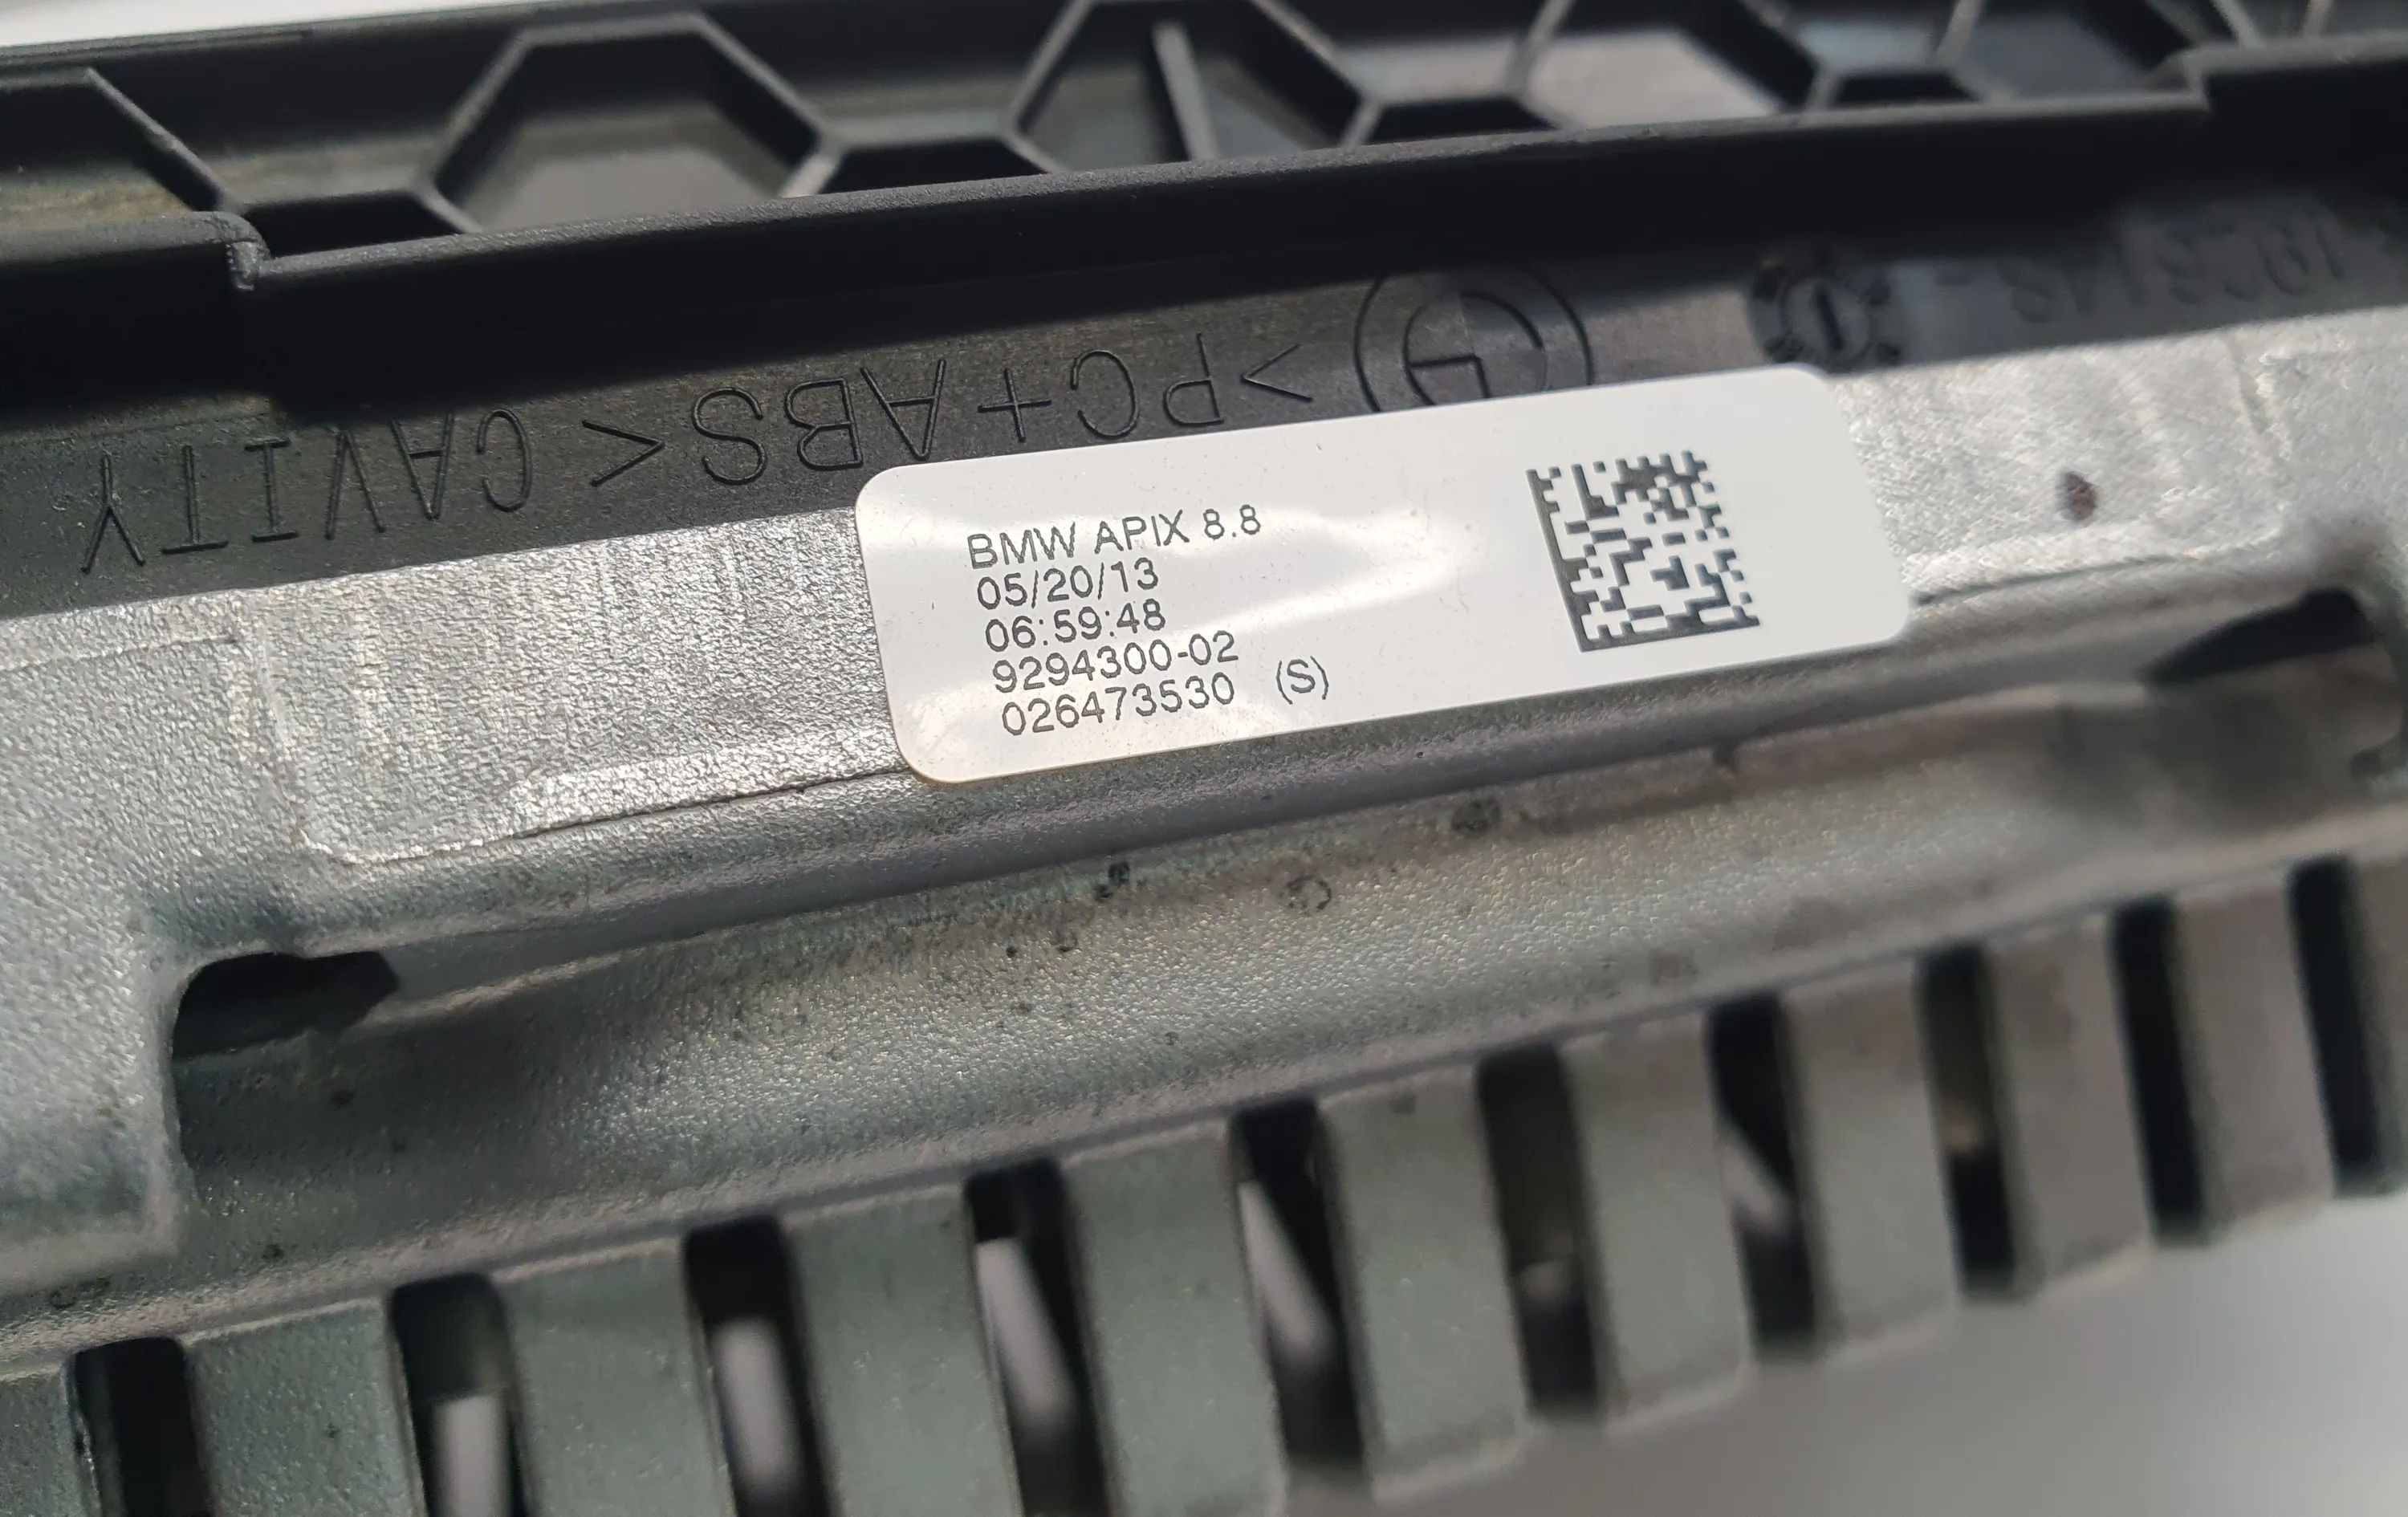 >PC+ABS< CAVITY
BMW APIX 8.8
05/20/13
06:59:48
9294300-02
026473530 (S)